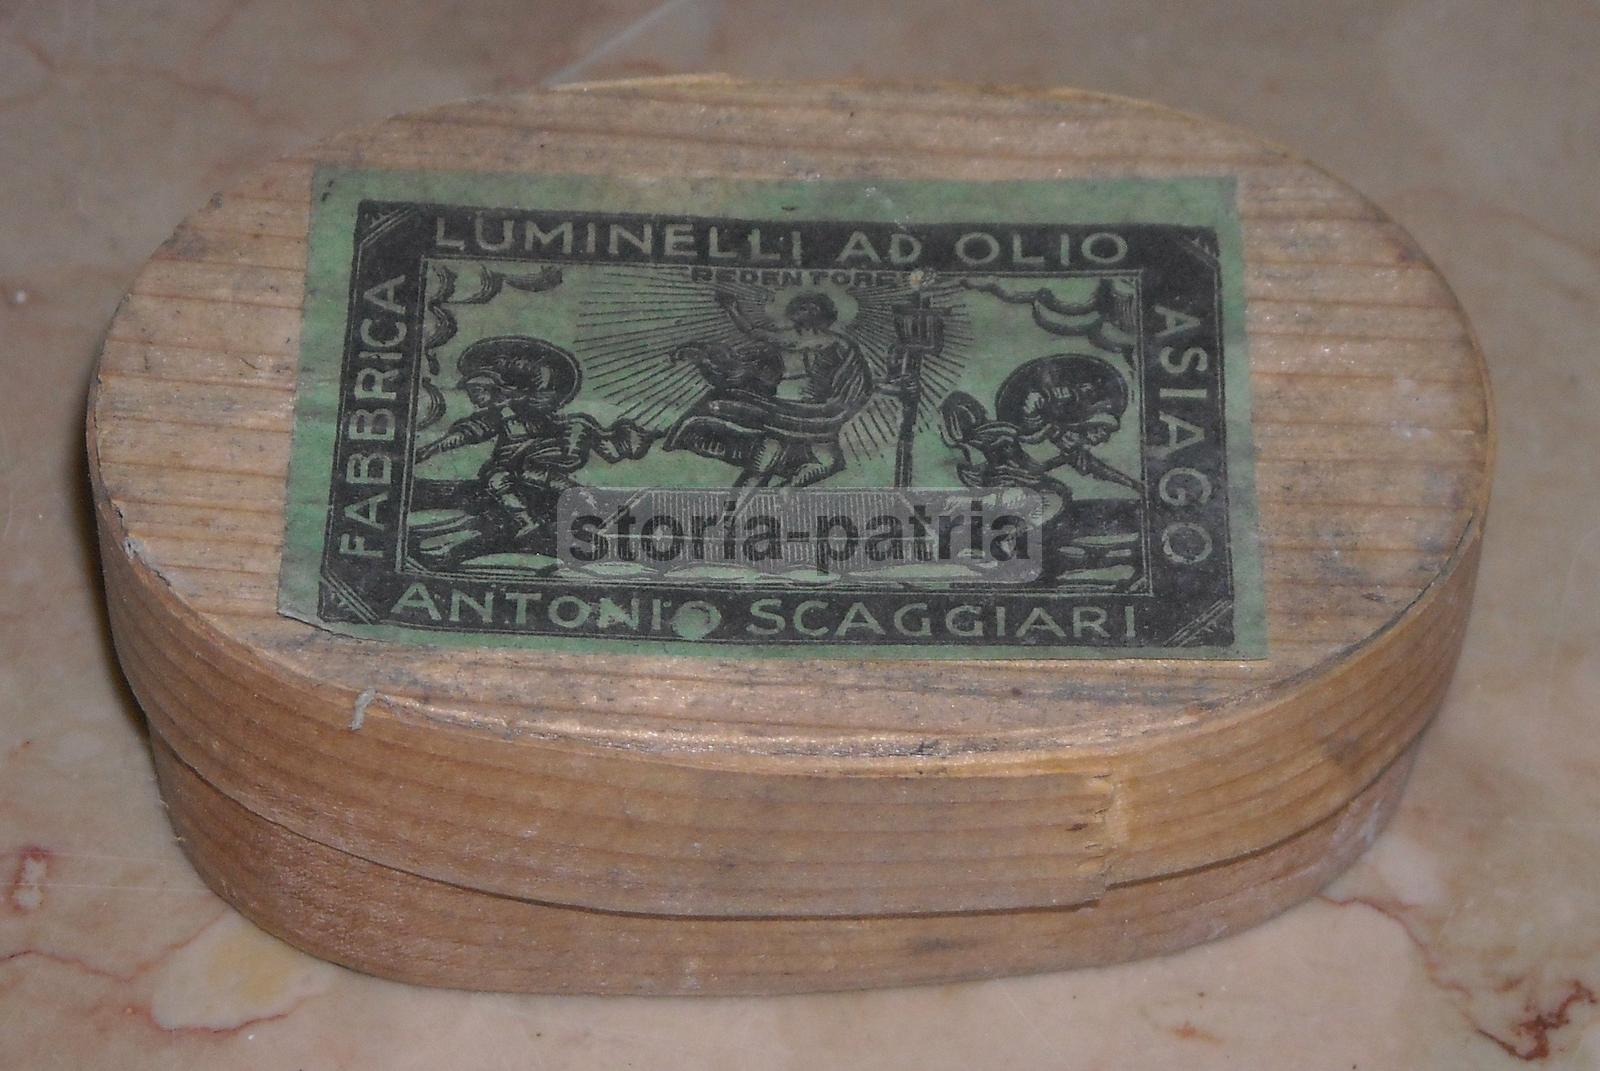 LUMINELLI AD OLIO
REDENTORE
FABBRICA
ASIAGO
storia-patria
ANTONIO SCAGGIARI